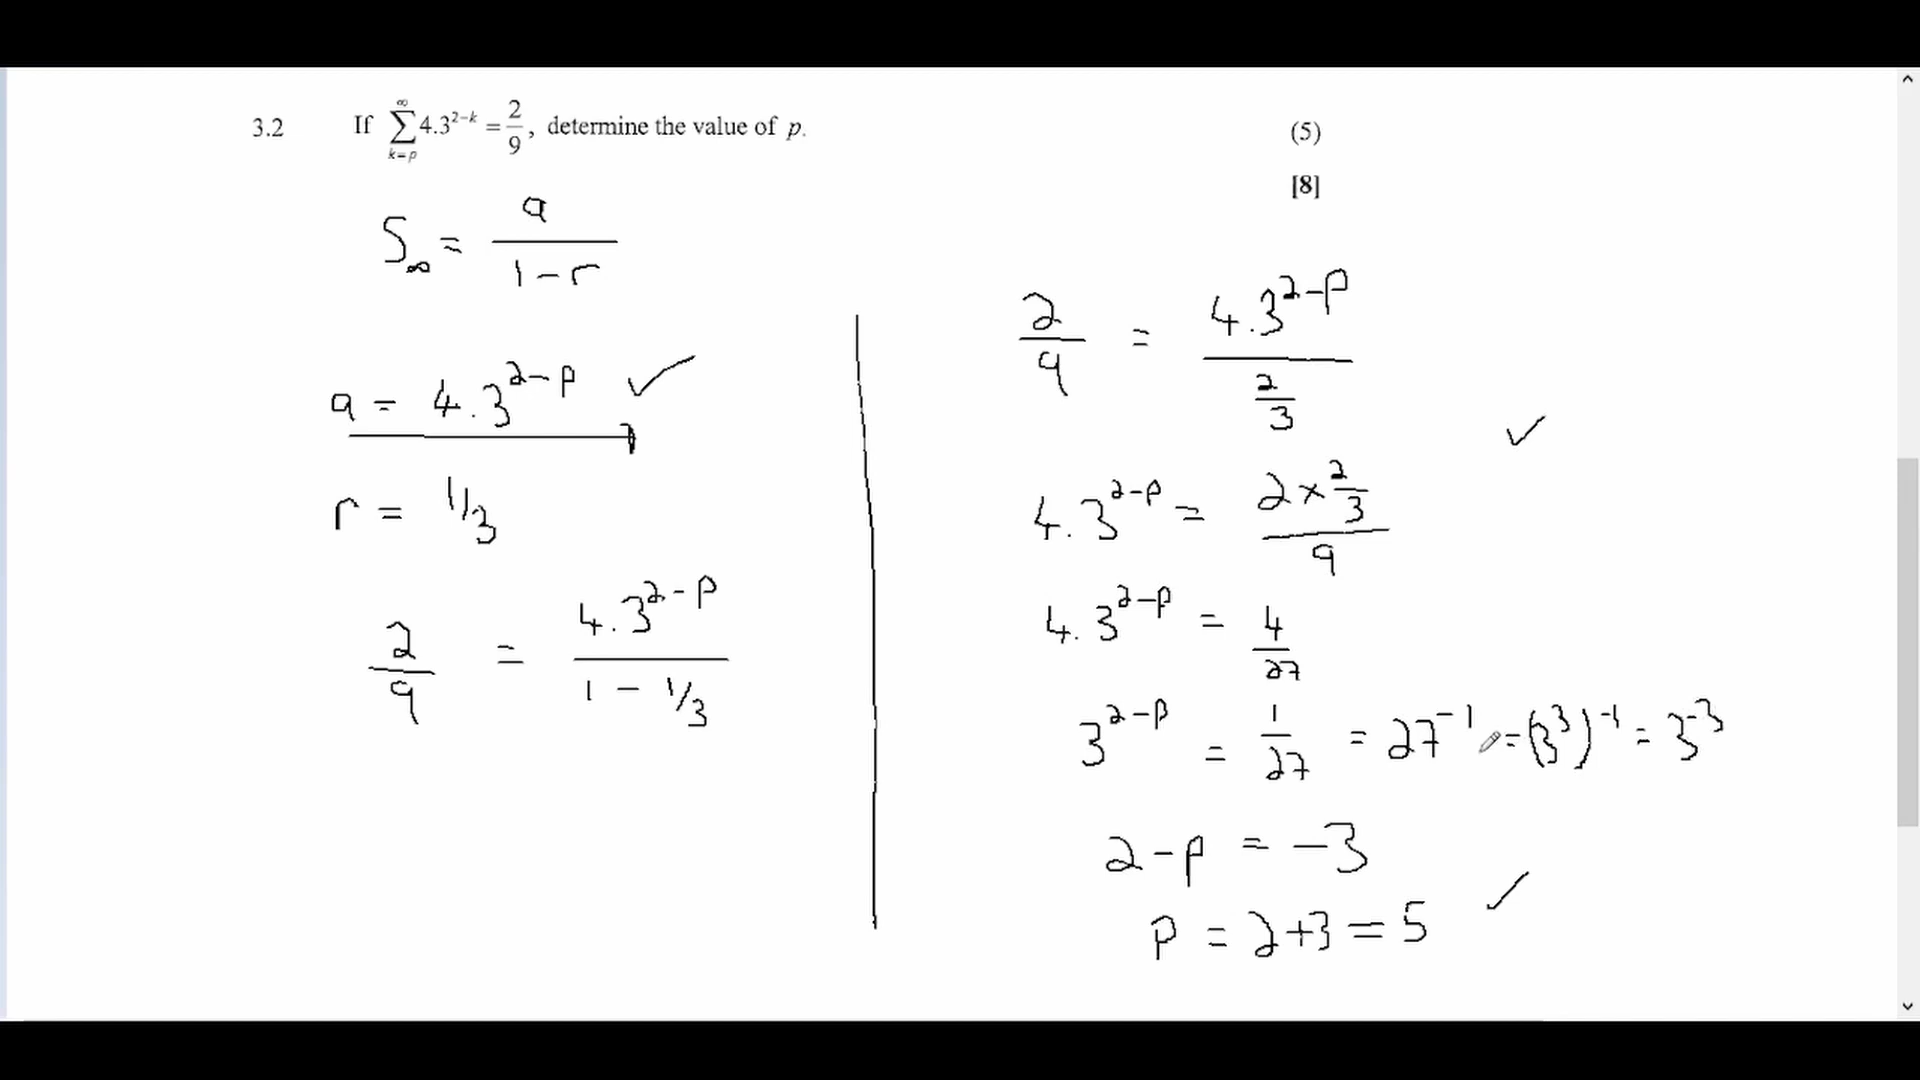 3.2 If ∞ ∑ k=p 4.3^{2-k} = 2/9, determine the value of p. (5)
[8]
S∞ = a/(1-r)
a = 4.3^{2-p} ✓
r = 1/3
2/9 = 4.3^{2-p}/(1 - 1/3)
2/9 = 4.3^{2-p}/(2/3)
✓
4.3^{2-p} = (2×2/3)/9
4.3^{2-p} = 4/27
3^{2-p} = 1/27 = 27^{-1} = (3^3)^{-1} = 3^{-3}
2-p = -3
p = 2+3 = 5 ✓